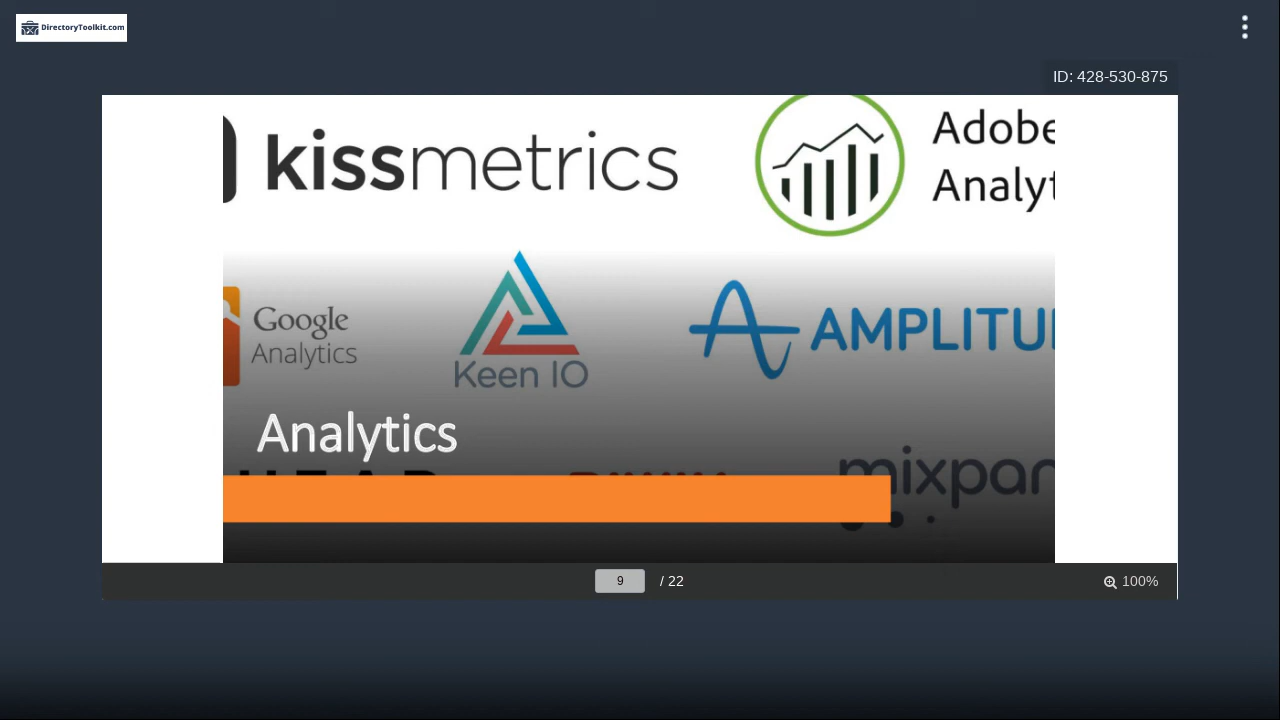 DirectoryToolkit.com
ID: 428-530-875
kissmetrics
Adobe
Analyt
Google
Analytics
Keen IO
AMPLITU
Analytics
mixpan
9 / 22
100%